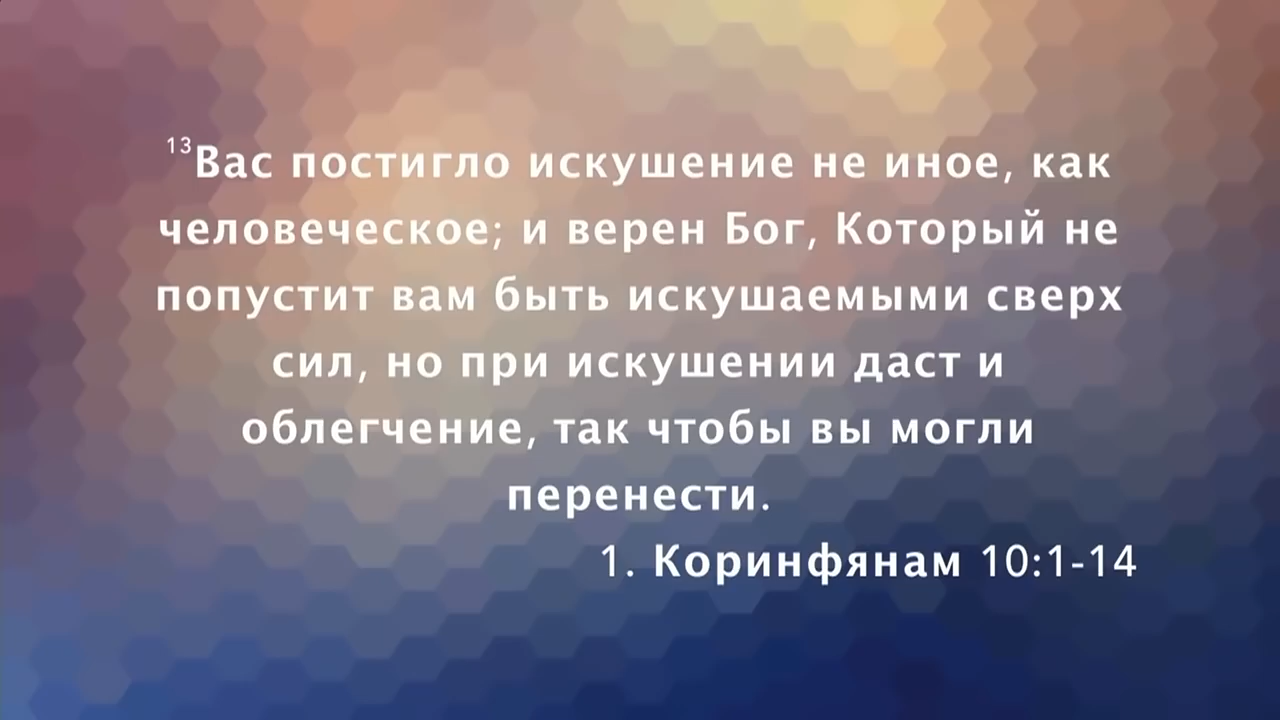 13Вас постигло искушение не иное, как
человеческое; и верен Бог, Который не
попустит вам быть искушаемыми сверх
сил, но при искушении даст и
облегчение, так чтобы вы могли
перенести.
1. Коринфянам 10:1-14